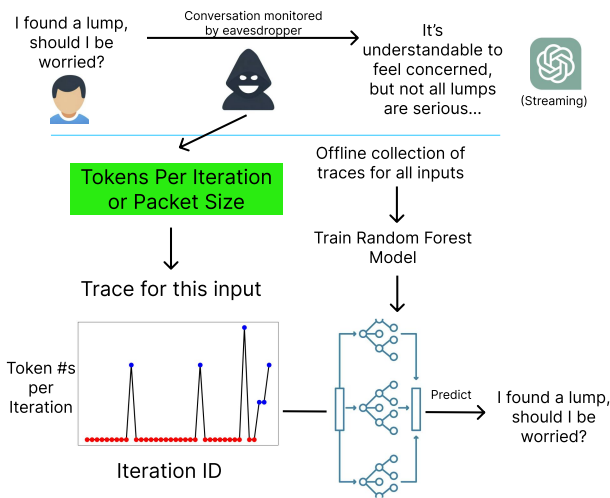 I found a lump,
should I be
worried?
Conversation monitored
by eavesdropper
It's
understandable to
feel concerned,
but not all lumps
are serious...
(Streaming)
Tokens Per Iteration
or Packet Size
Offline collection of
traces for all inputs
Train Random Forest
Model
Trace for this input
Token #s
per
Iteration
Iteration ID
Predict
I found a lump,
should I be
worried?